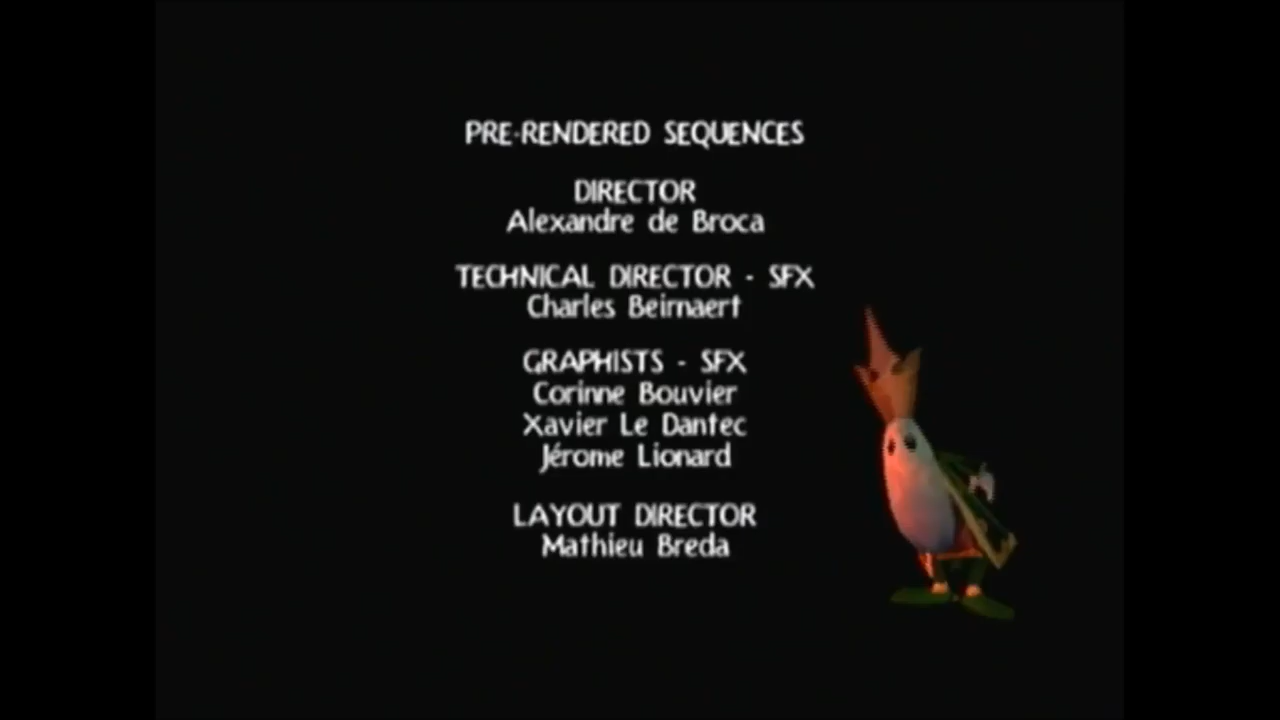 PRE-RENDERED SEQUENCES
DIRECTOR
Alexandre de Broca
TECHNICAL DIRECTOR - SFX
Charles Beirnaert
GRAPHISTS - SFX
Corinne Bouvier
Xavier Le Dantec
Jérome Lionard
LAYOUT DIRECTOR
Mathieu Breda